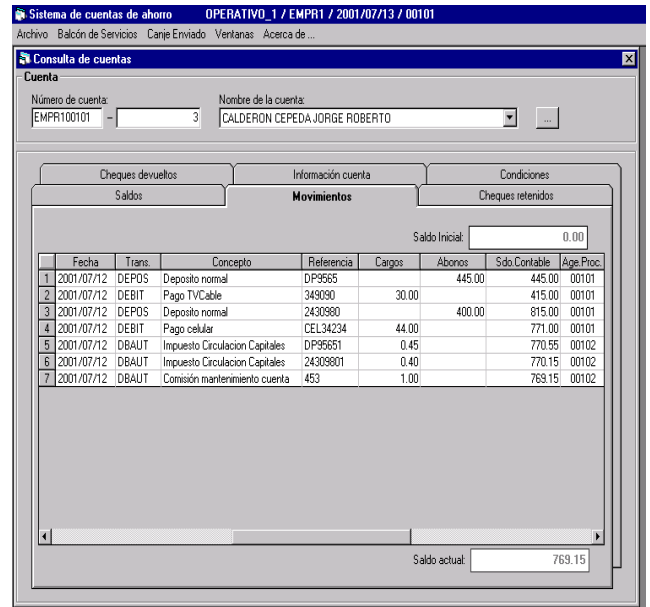 Sistema de cuentas de ahorro OPERATIVO_1 / EMPR1 / 2001/07/13 / 00101
Archivo Balcón de Servicios Canje Enviado Ventanas Acerca de ...
Consulta de cuentas
Cuenta
Número de cuenta: Nombre de la cuenta:
EMPR100101 - 3 CALDERON CEPEDA JORGE ROBERTO ...
Cheques devueltos Información cuenta Condiciones
Saldos Movimientos Cheques retenidos
Saldo Inicial: 0.00
Fecha Trans. Concepto Referencia Cargos Abonos Sdo.Contable Age.Proc.
1 2001/07/12 DEPOS Deposito normal DP9565 445.00 445.00 00101
2 2001/07/12 DEBIT Pago TVCable 349090 30.00 415.00 00101
3 2001/07/12 DEPOS Deposito normal 2430980 400.00 815.00 00101
4 2001/07/12 DEBIT Pago celular CEL34234 44.00 771.00 00101
5 2001/07/12 DBAUT Impuesto Circulacion Capitales DP95651 0.45 770.55 00102
6 2001/07/12 DBAUT Impuesto Circulacion Capitales 24309801 0.40 770.15 00102
7 2001/07/12 DBAUT Comisión mantenimiento cuenta 453 1.00 769.15 00102
Saldo actual: 769.15